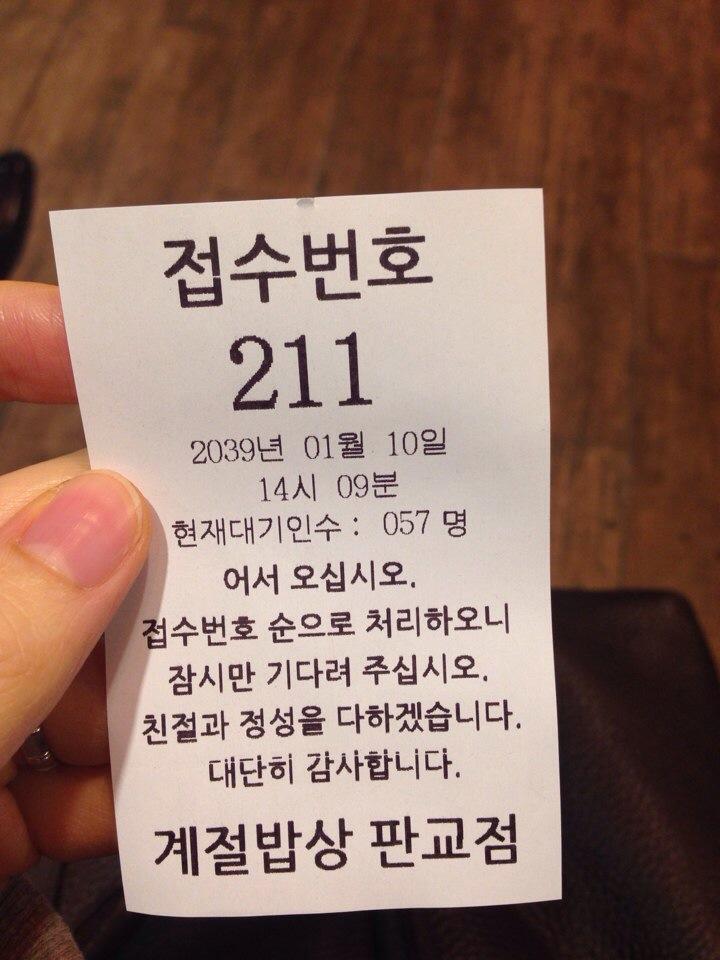 접수번호
211
2039년 01월 10일
14시 09분
현재대기인수 : 057 명
어서 오십시오.
접수번호 순으로 처리하오니
잠시만 기다려 주십시오.
친절과 정성을 다하겠습니다.
대단히 감사합니다.
계절밥상 판교점